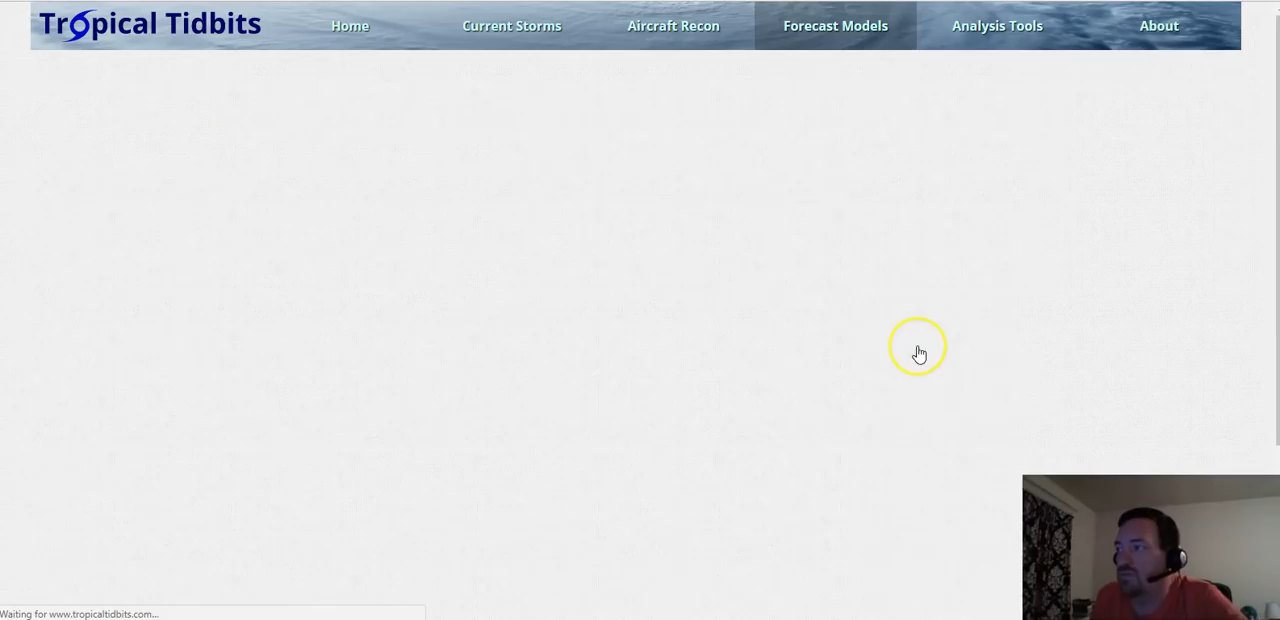 Tropical Tidbits
Home
Current Storms
Aircraft Recon
Forecast Models
Analysis Tools
About
Waiting for www.tropicaltidbits.com...